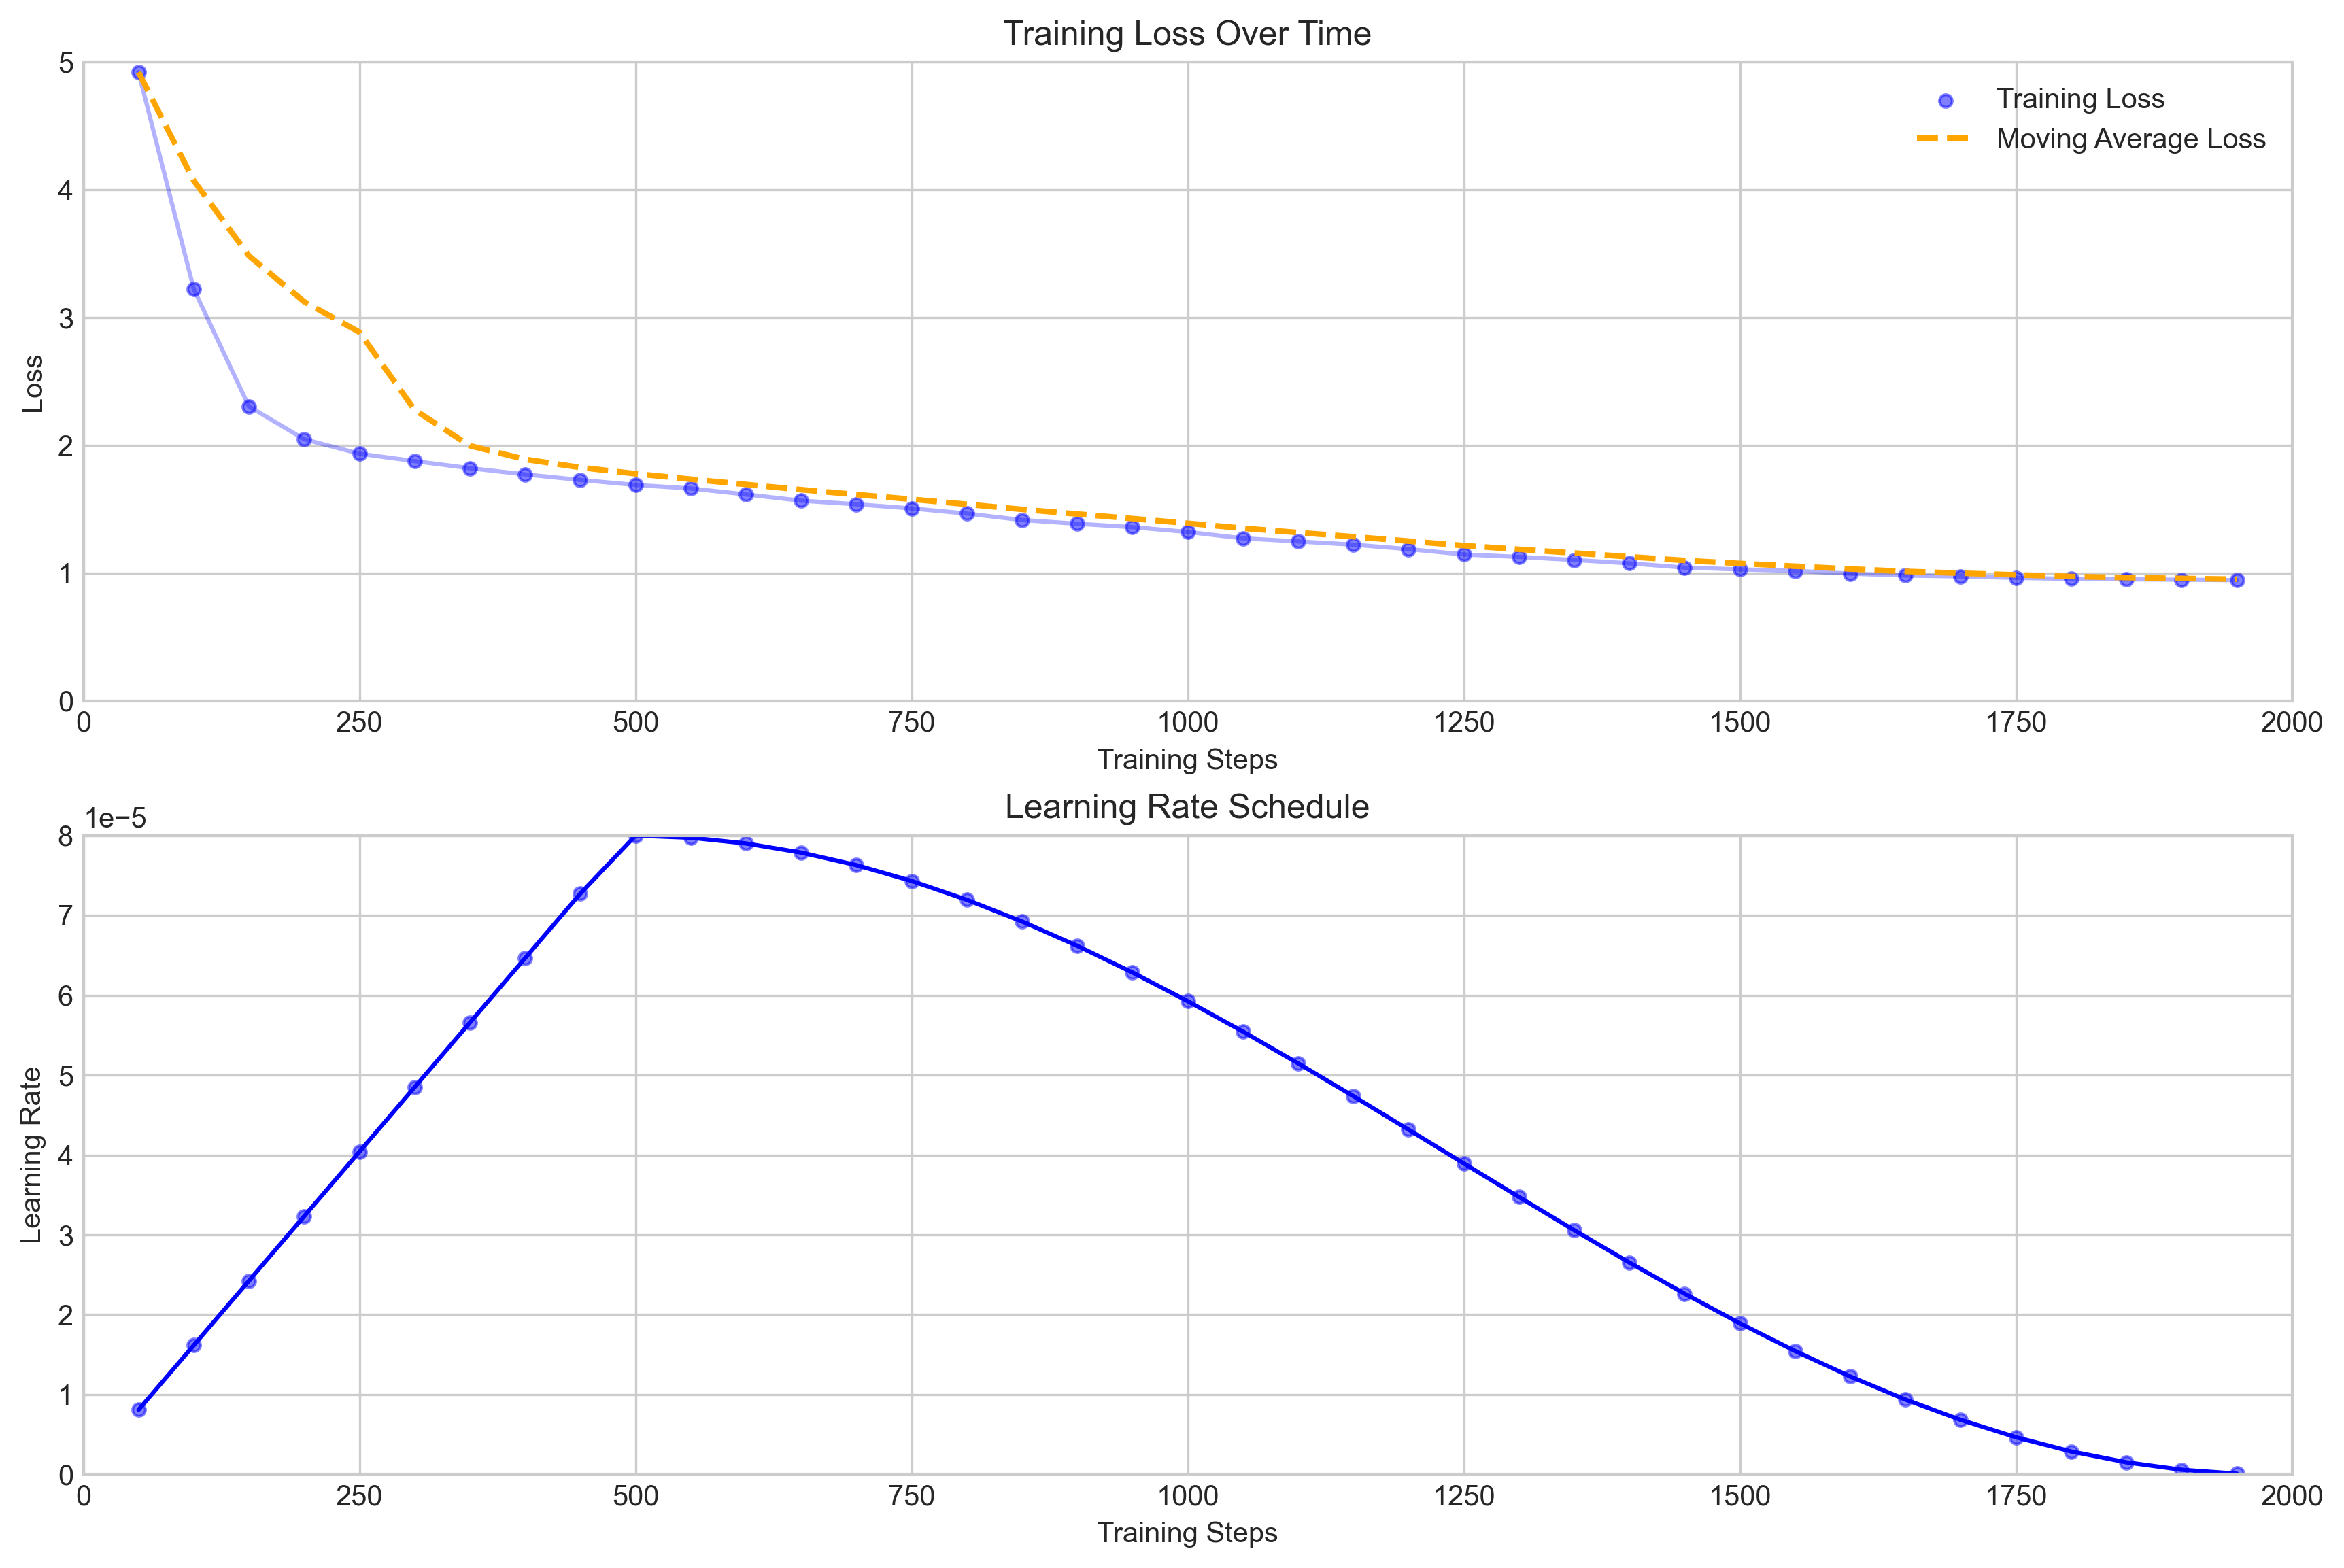 Training Loss Over Time
5
4
3
2
1
0
Loss
Training Loss
Moving Average Loss
0 250 500 750 1000 1250 1500 1750 2000
Training Steps
Learning Rate Schedule
1e−5
8
7
6
5
4
3
2
1
0
Learning Rate
0 250 500 750 1000 1250 1500 1750 2000
Training Steps